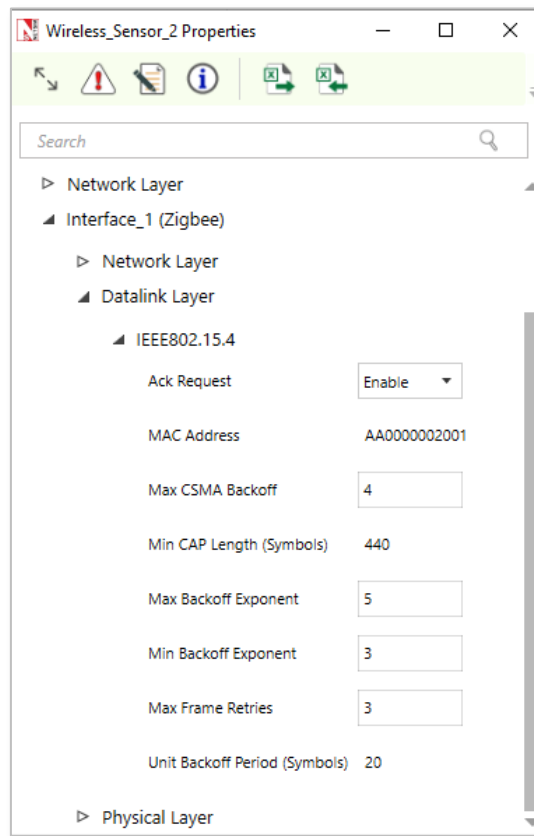 Wireless_Sensor_2 Properties
Search
Network Layer
Interface_1 (Zigbee)
Network Layer
Datalink Layer
IEEE802.15.4
Ack Request Enable
MAC Address AA0000002001
Max CSMA Backoff 4
Min CAP Length (Symbols) 440
Max Backoff Exponent 5
Min Backoff Exponent 3
Max Frame Retries 3
Unit Backoff Period (Symbols) 20
Physical Layer